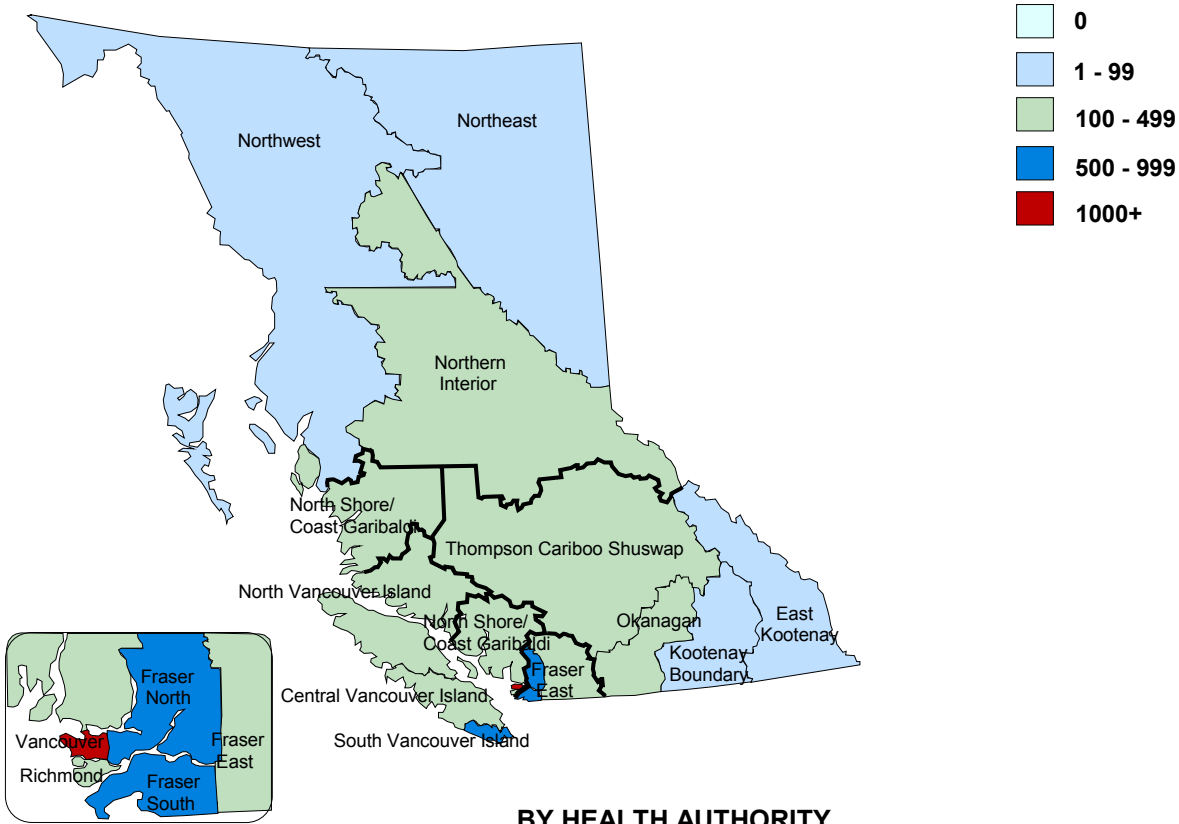 0
1 - 99
100 - 499
500 - 999
1000+
Northwest
Northeast
Northern
Interior
North Shore/
Coast Garibaldi
Thompson Cariboo Shuswap
North Vancouver Island
North Shore/
Coast Garibaldi
Okanagan
East
Kootenay
Kootenay
Boundary
Fraser
East
Central Vancouver Island
South Vancouver Island
Fraser
North
Vancouver
Fraser
East
Richmond
Fraser
South
BY HEALTH AUTHORITY